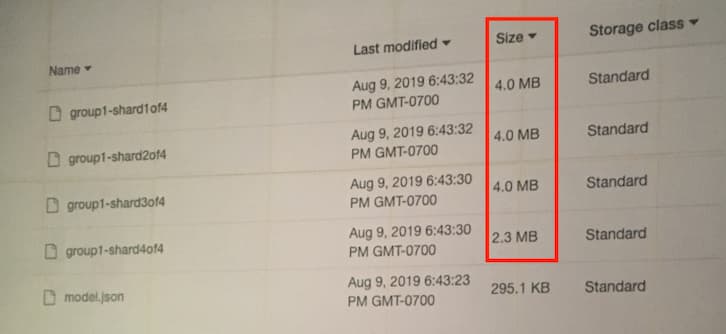 Name Last modified Size Storage class
group1-shard1of4 Aug 9, 2019 6:43:32 PM GMT-0700 4.0 MB Standard
group1-shard2of4 Aug 9, 2019 6:43:32 PM GMT-0700 4.0 MB Standard
group1-shard3of4 Aug 9, 2019 6:43:30 PM GMT-0700 4.0 MB Standard
group1-shard4of4 Aug 9, 2019 6:43:30 PM GMT-0700 2.3 MB Standard
model.json Aug 9, 2019 6:43:23 PM GMT-0700 295.1 KB Standard